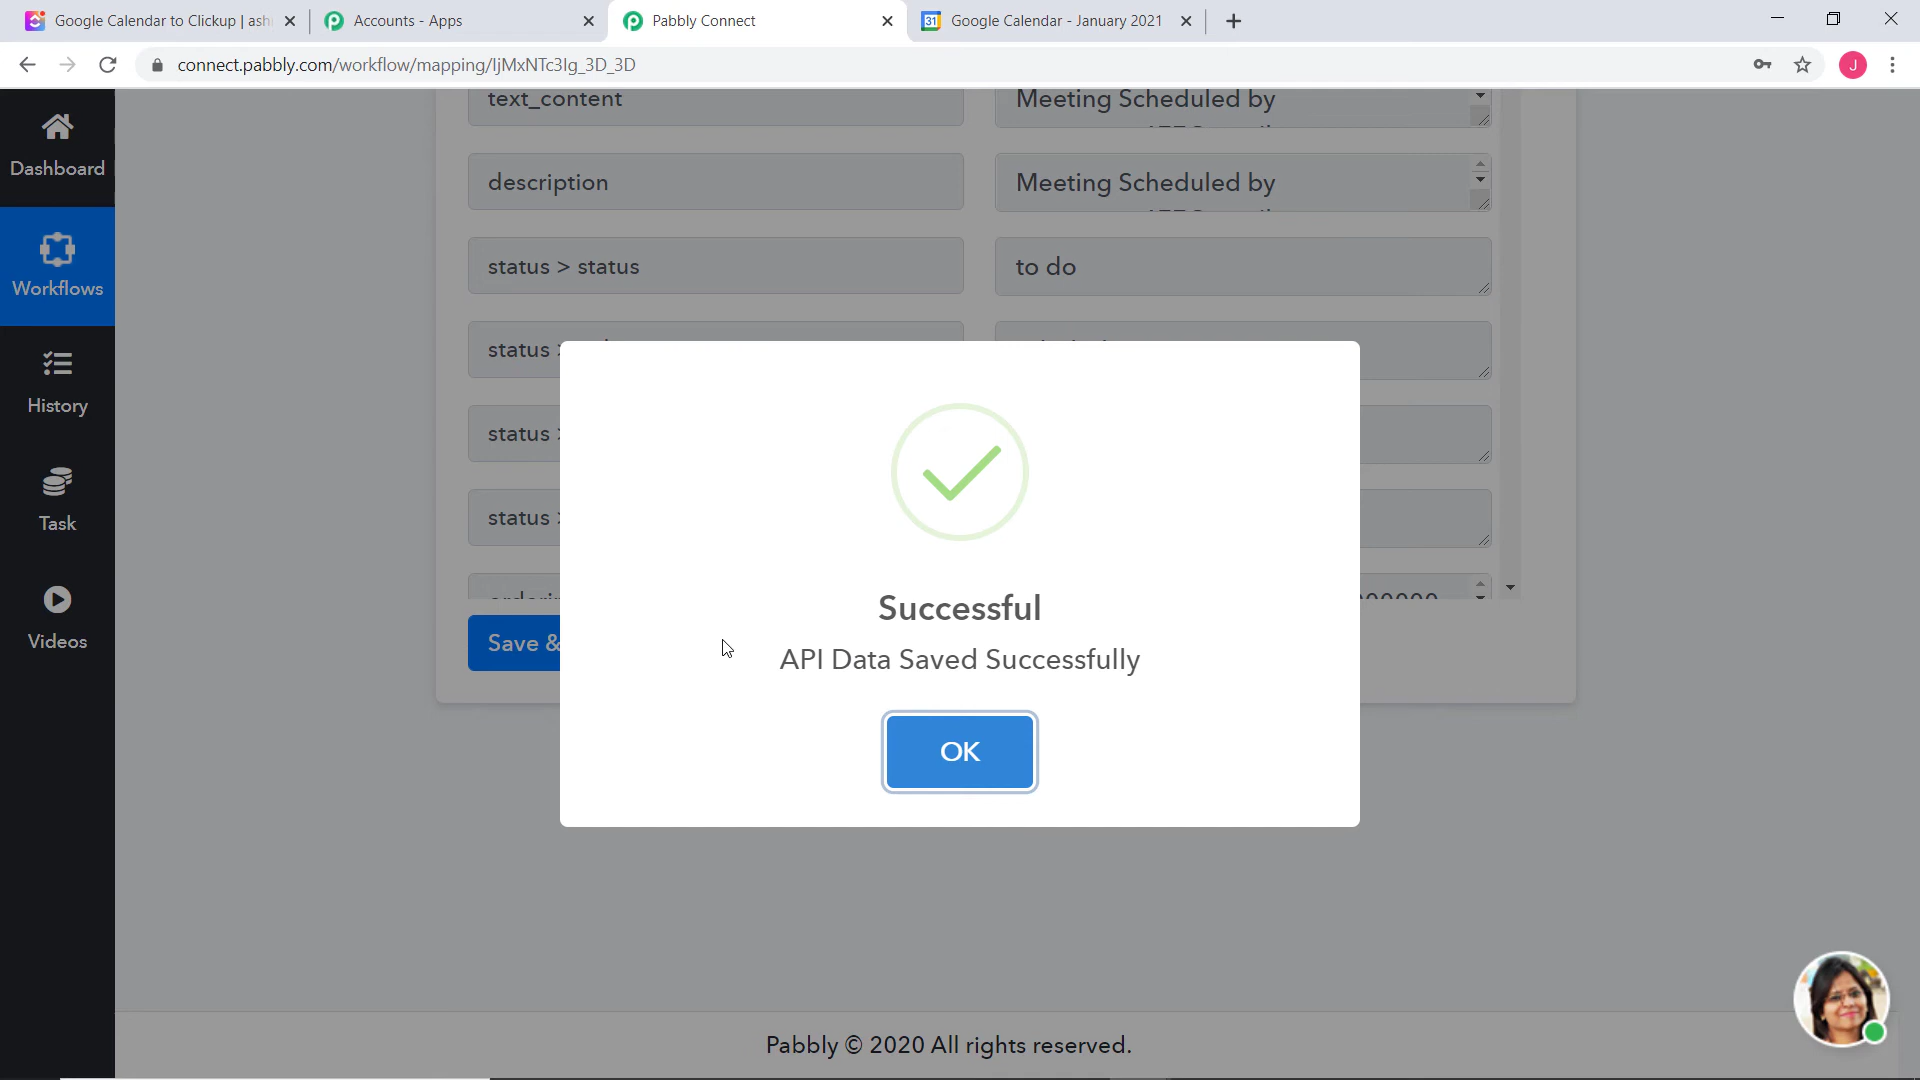 Google Calendar to Clickup | ash
Accounts - Apps
Pabbly Connect
31
Google Calendar - January 2021
connect.pabbly.com/workflow/mapping/IjMxNTc3Ig_3D_3D
J
Dashboard
Workflows
History
Task
Videos
text_content
Meeting Scheduled by
description
Meeting Scheduled by
status > status
to do
status >
status >
status >
Save &
Successful
API Data Saved Successfully
OK
Pabbly © 2020 All rights reserved.